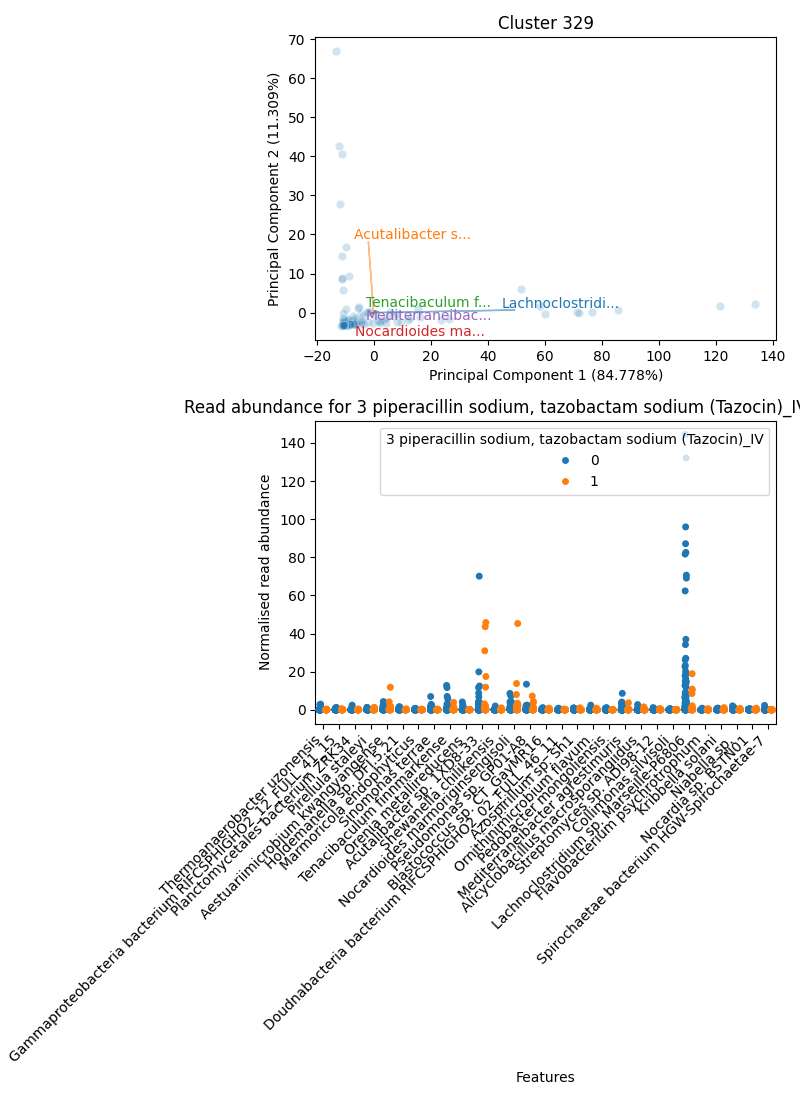 Cluster 329
Principal Component 2 (11.309%)
70
60
50
40
30
20
10
0
Acutalibacter s...
Tenacibaculum f...
Lachnoclostridi...
Mediterraneibac...
Nocardioides ma...
−20
0
20
40
60
80
100
120
140
Principal Component 1 (84.778%)
Read abundance for 3 piperacillin sodium, tazobactam sodium (Tazocin)_IV
Normalised read abundance
140
120
100
80
60
40
20
0
3 piperacillin sodium, tazobactam sodium (Tazocin)_IV
0
1
Thermoanaerobacter uzonensis
Gammaproteobacteria bacterium RIFCSPHIGHO2_12_FULL_41_15
Planctomycetales bacterium ZRK34
Pirellula staleyi
Aestuariimicrobium kwangyangense
Holdemanella sp. DFI.5.21
Marmoricola endophyticus
Sinomonas terrae
Tenacibaculum finnmarkense
Orenia metallireducens
Acutalibacter sp. 1XD8-33
Shewanella chilikensis
Nocardioides marmoriginsengisoli
Pseudomonas sp. GP01-A8
Blastococcus sp. CT_GayMR16
Doudnabacteria bacterium RIFCSPHIGHO2_02_FULL_46_11
Azospirillum sp. Sh1
Ornithinimicrobium flavum
Pedobacter mongoliensis
Mediterraneibacter agrestimuris
Alicyclobacillus macrosporangiidus
Streptomyces sp. ADI98-12
Colimonas silvisoli
Lachnoclostridium sp. Marseille-P6806
Flavobacterium psychrotrophum
Kribbella solani
Niabella sp.
Nocardia sp. BSTN01
Spirochaetae bacterium HGW-Spirochaetae-7
Features